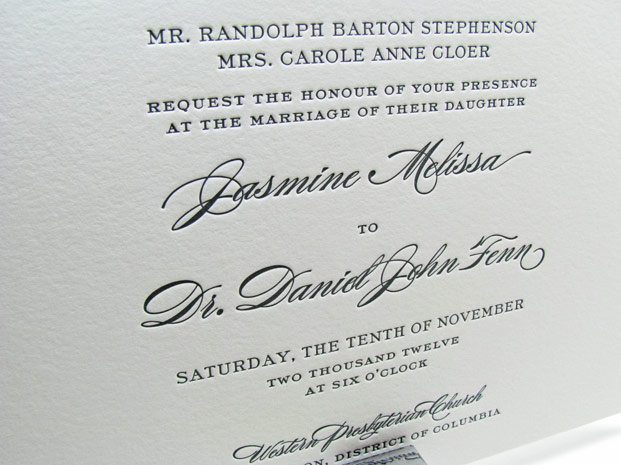 MR. RANDOLPH BARTON STEPHENSON
MRS. CAROLE ANNE CLOER
REQUEST THE HONOUR OF YOUR PRESENCE
AT THE MARRIAGE OF THEIR DAUGHTER
Jasmine Melissa
TO
Dr. Daniel John Fenn
SATURDAY, THE TENTH OF NOVEMBER
TWO THOUSAND TWELVE
AT SIX O'CLOCK
Western Presbyterian Church
ON, DISTRICT OF COLUMBIA